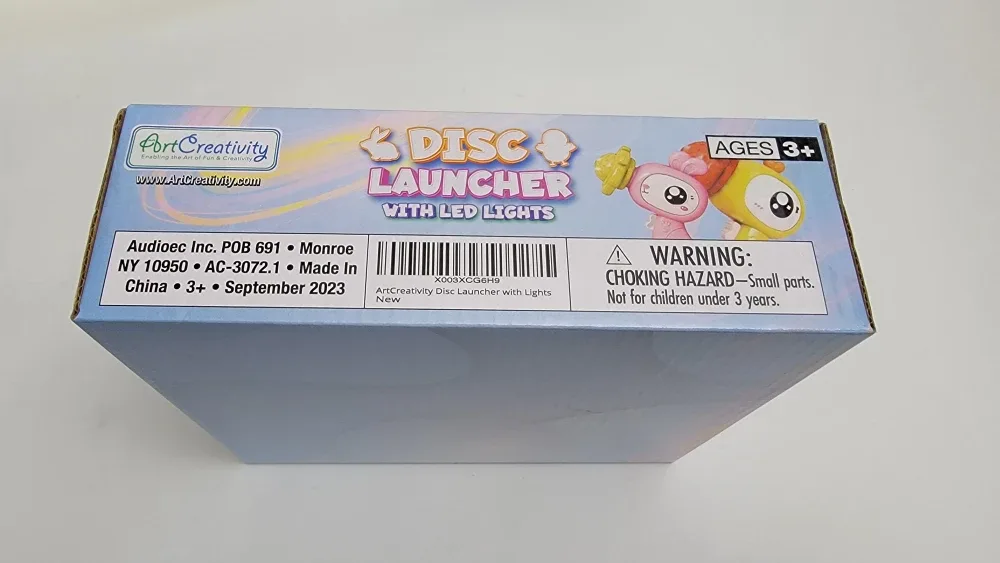 ArtCreativity
Enabling the Art of Fun & Creativity
www.ArtCreativity.com
DISC
LAUNCHER
WITH LED LIGHTS
AGES 3+
Audioec Inc. POB 691 • Monroe
NY 10950 • AC-3072.1 • Made In
China • 3+ • September 2023
X003XCG6H9
ArtCreativity Disc Launcher with Lights
New
WARNING:
CHOKING HAZARD—Small parts.
Not for children under 3 years.